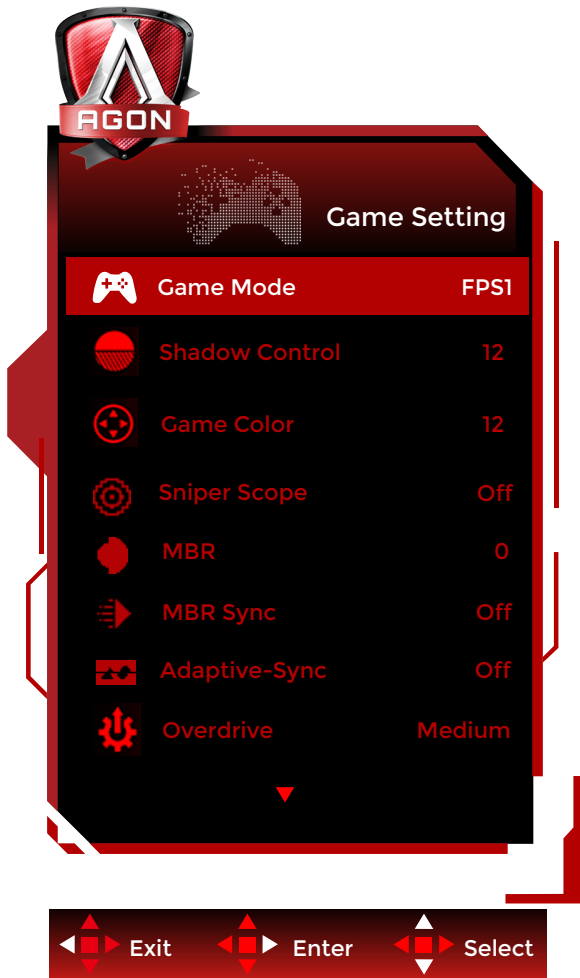 AGON
Game Setting
Game Mode FPS1
Shadow Control 12
Game Color 12
Sniper Scope Off
MBR 0
MBR Sync Off
Adaptive-Sync Off
Overdrive Medium
Exit Enter Select